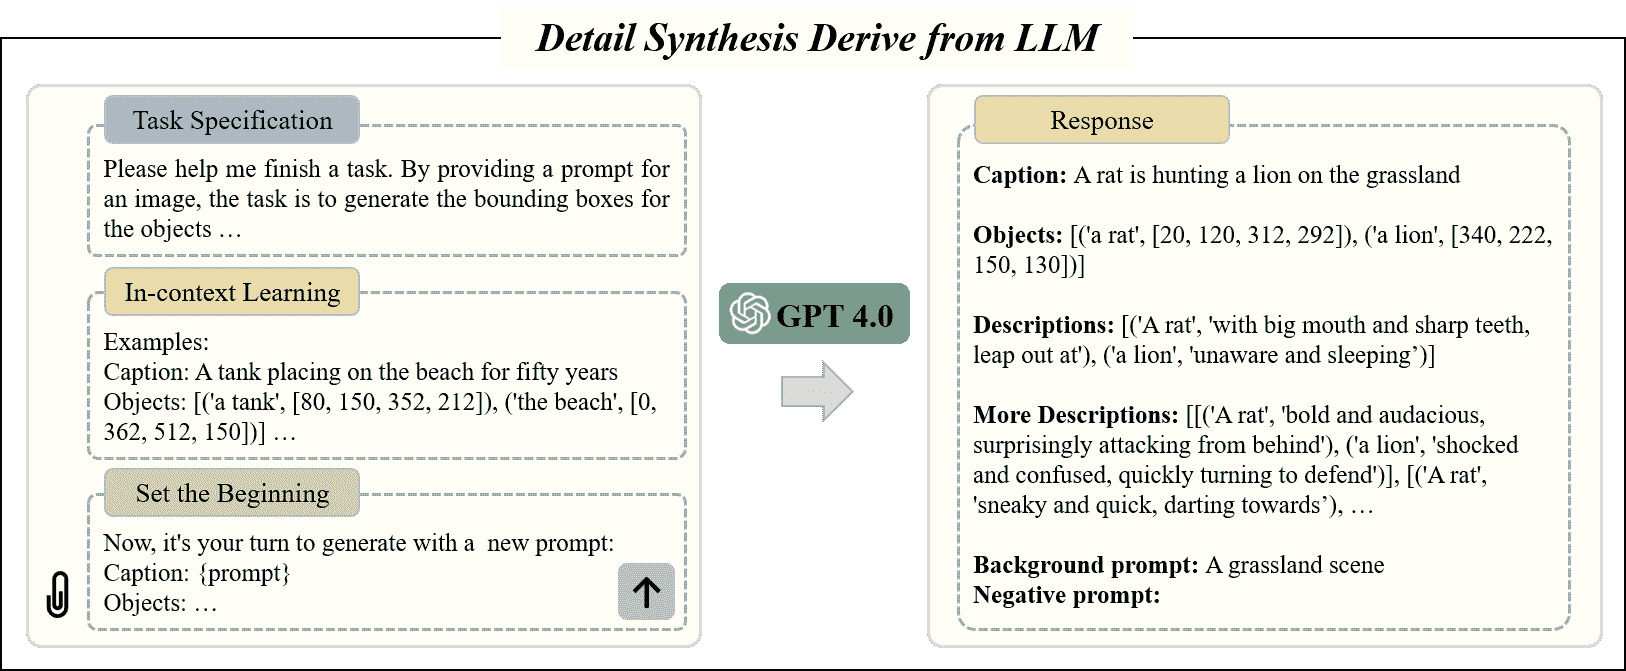 Detail Synthesis Derive from LLM
Task Specification
Please help me finish a task. By providing a prompt for
an image, the task is to generate the bounding boxes for
the objects …
In-context Learning
Examples:
Caption: A tank placing on the beach for fifty years
Objects: [('a tank', [80, 150, 352, 212]), ('the beach', [0,
362, 512, 150])] …
Set the Beginning
Now, it's your turn to generate with a  new prompt:
Caption: {prompt}
Objects: …
GPT 4.0
Response
Caption: A rat is hunting a lion on the grassland
Objects: [('a rat', [20, 120, 312, 292]), ('a lion', [340, 222,
150, 130])]
Descriptions: [('A rat', 'with big mouth and sharp teeth,
leap out at'), ('a lion', 'unaware and sleeping’)]
More Descriptions: [[('A rat', 'bold and audacious,
surprisingly attacking from behind'), ('a lion', 'shocked
and confused, quickly turning to defend')], [('A rat',
'sneaky and quick, darting towards’), …
Background prompt: A grassland scene
Negative prompt: